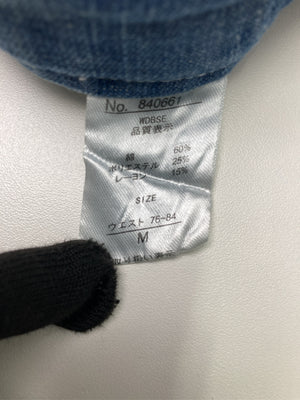 No. 840661
WDBSE
品質表示
綿 60%
ポリエステル 25%
レーヨン 15%
SIZE
ウエスト 76-84
M